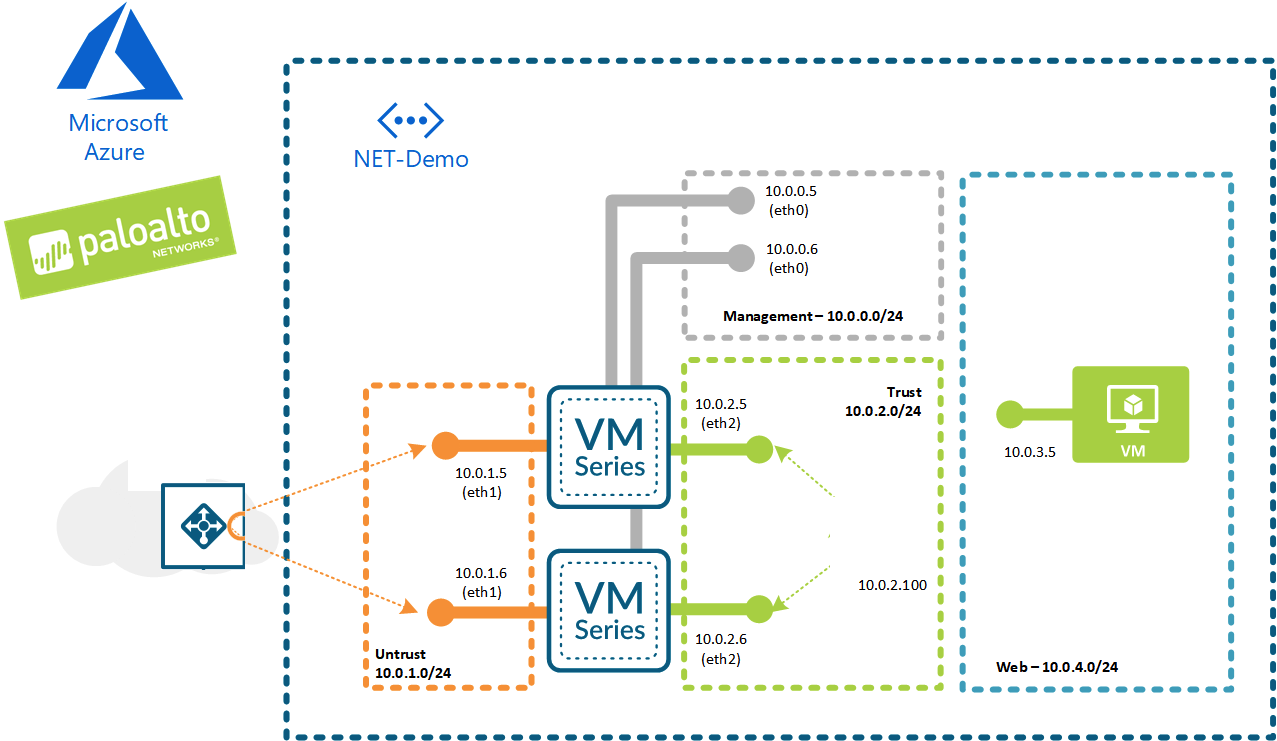 Microsoft
Azure
paloalto
NETWORKS®
NET-Demo
10.0.0.5
(eth0)
10.0.0.6
(eth0)
Management – 10.0.0.0/24
Trust
10.0.2.0/24
10.0.2.5
(eth2)
VM
Series
10.0.1.5
(eth1)
10.0.3.5
VM
10.0.1.6
(eth1)
VM
Series
10.0.2.100
10.0.2.6
(eth2)
Untrust
10.0.1.0/24
Web – 10.0.4.0/24